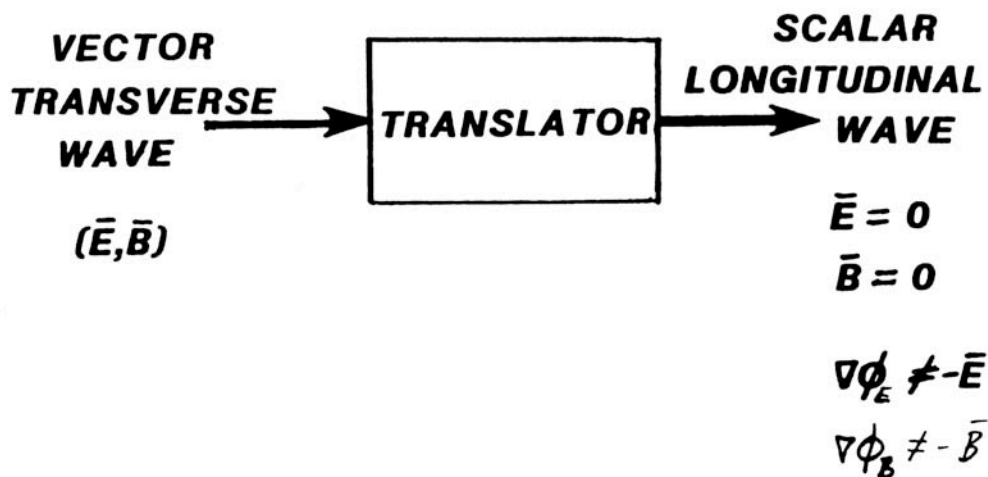 VECTOR
TRANSVERSE
WAVE
(E̅,B̅)
TRANSLATOR
SCALAR
LONGITUDINAL
WAVE
E̅ = 0
B̅ = 0
∇ϕ_E ≠ -E̅
∇ϕ_B ≠ - B̅